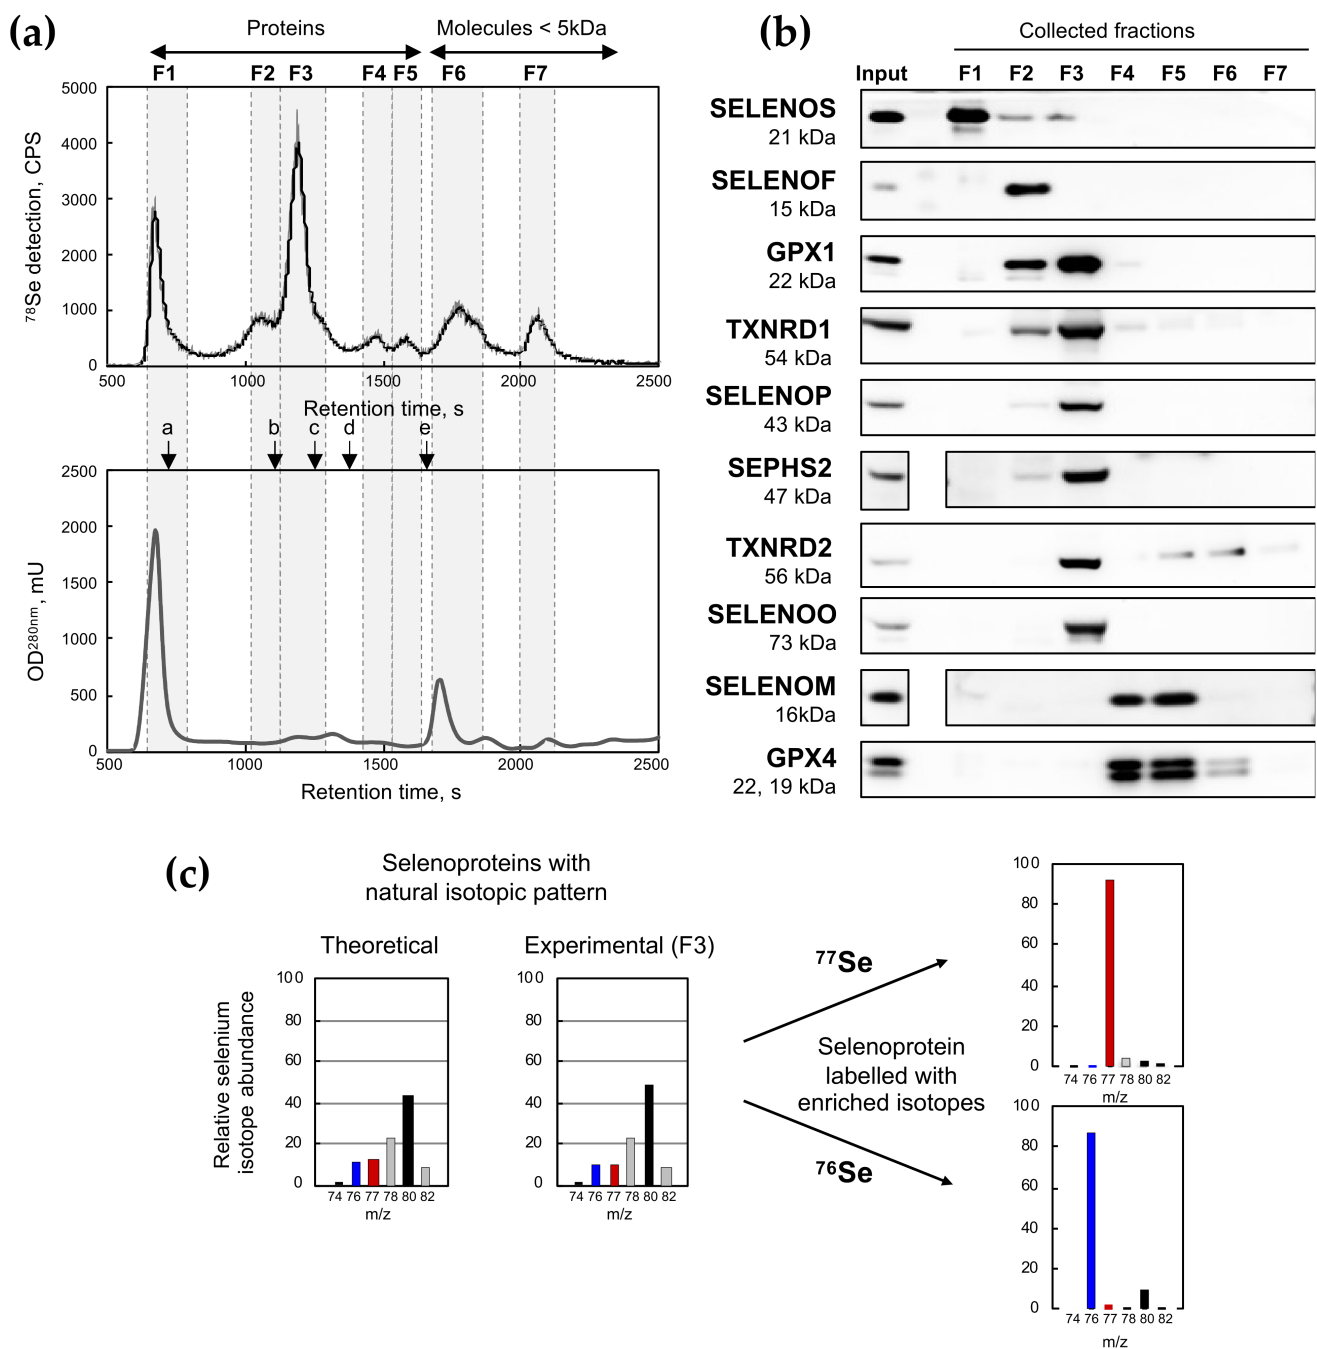 (a)
Proteins
Molecules < 5kDa
F1 F2 F3 F4 F5 F6 F7
78Se detection, CPS
5000
4000
3000
2000
1000
0
500 1000 1500 2000 2500
Retention time, s
a b c d e
OD280nm, mU
2500
2000
1500
1000
500
0
500 1000 1500 2000 2500
Retention time, s
(b)
Collected fractions
Input F1 F2 F3 F4 F5 F6 F7
SELENOS
21 kDa
SELENOF
15 kDa
GPX1
22 kDa
TXNRD1
54 kDa
SELENOP
43 kDa
SEPHS2
47 kDa
TXNRD2
56 kDa
SELENOO
73 kDa
SELENOM
16kDa
GPX4
22, 19 kDa
(c)
Selenoproteins with
natural isotopic pattern
Theoretical
Relative selenium
isotope abundance
100
80
60
40
20
0
74 76 77 78 80 82
m/z
Experimental (F3)
100
80
60
40
20
0
74 76 77 78 80 82
m/z
77Se
Selenoprotein
labelled with
enriched isotopes
76Se
100
80
60
40
20
0
74 76 77 78 80 82
m/z
100
80
60
40
20
0
74 76 77 78 80 82
m/z